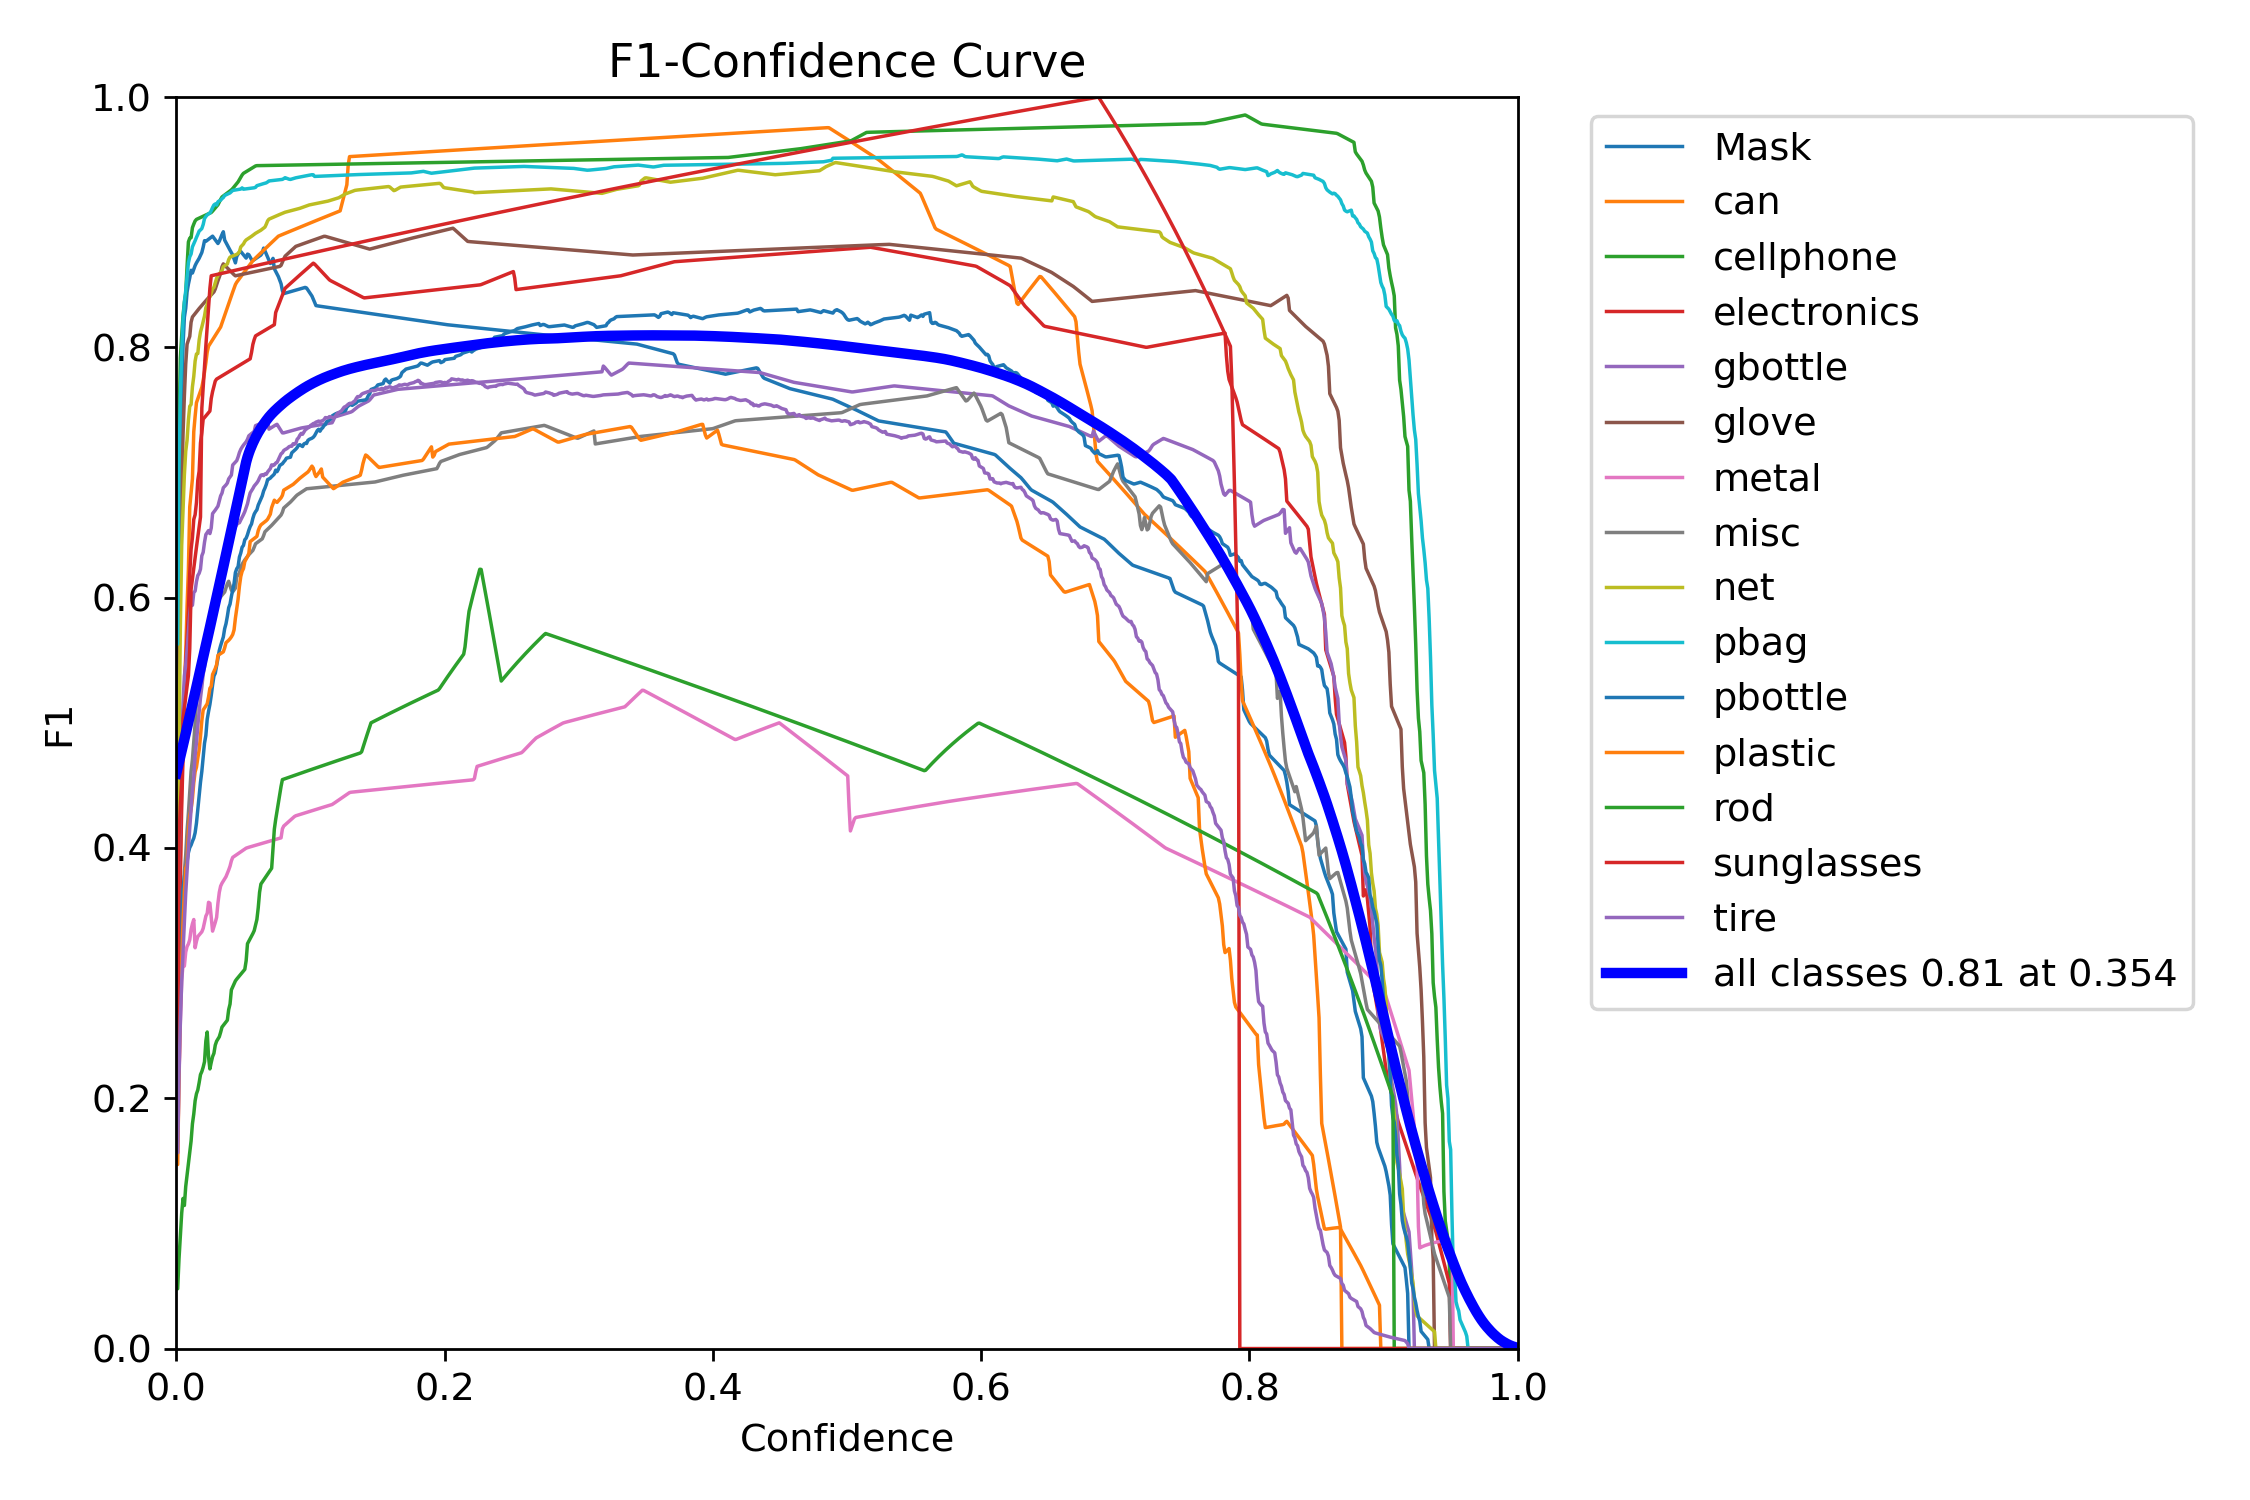 F1-Confidence Curve
1.0
0.8
0.6
0.4
0.2
0.0
F1
0.0 0.2 0.4 0.6 0.8 1.0
Confidence
Mask
can
cellphone
electronics
gbottle
glove
metal
misc
net
pbag
pbottle
plastic
rod
sunglasses
tire
all classes 0.81 at 0.354